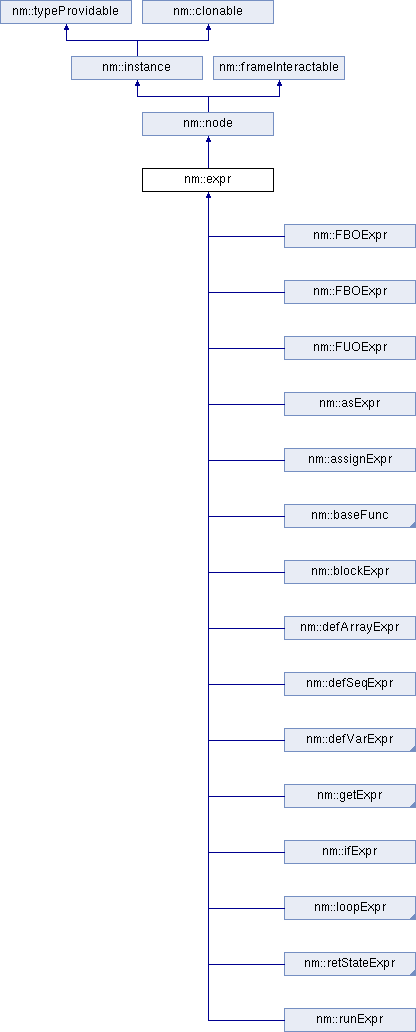 nm::typeProvidable
nm::clonable
nm::instance
nm::frameInteractable
nm::node
nm::expr
nm::FBOExpr
nm::FBOExpr
nm::FUOExpr
nm::asExpr
nm::assignExpr
nm::baseFunc
nm::blockExpr
nm::defArrayExpr
nm::defSeqExpr
nm::defVarExpr
nm::getExpr
nm::ifExpr
nm::loopExpr
nm::retStateExpr
nm::runExpr